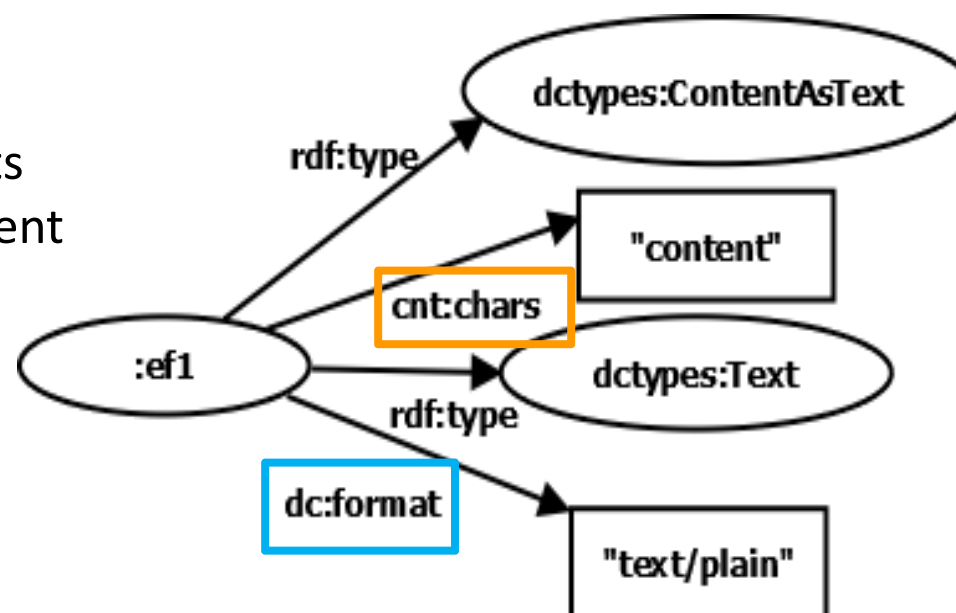 dctypes:ContentAsText
rdf:type
"content"
cnt:chars
:ef1
dctypes:Text
rdf:type
dc:format
"text/plain"